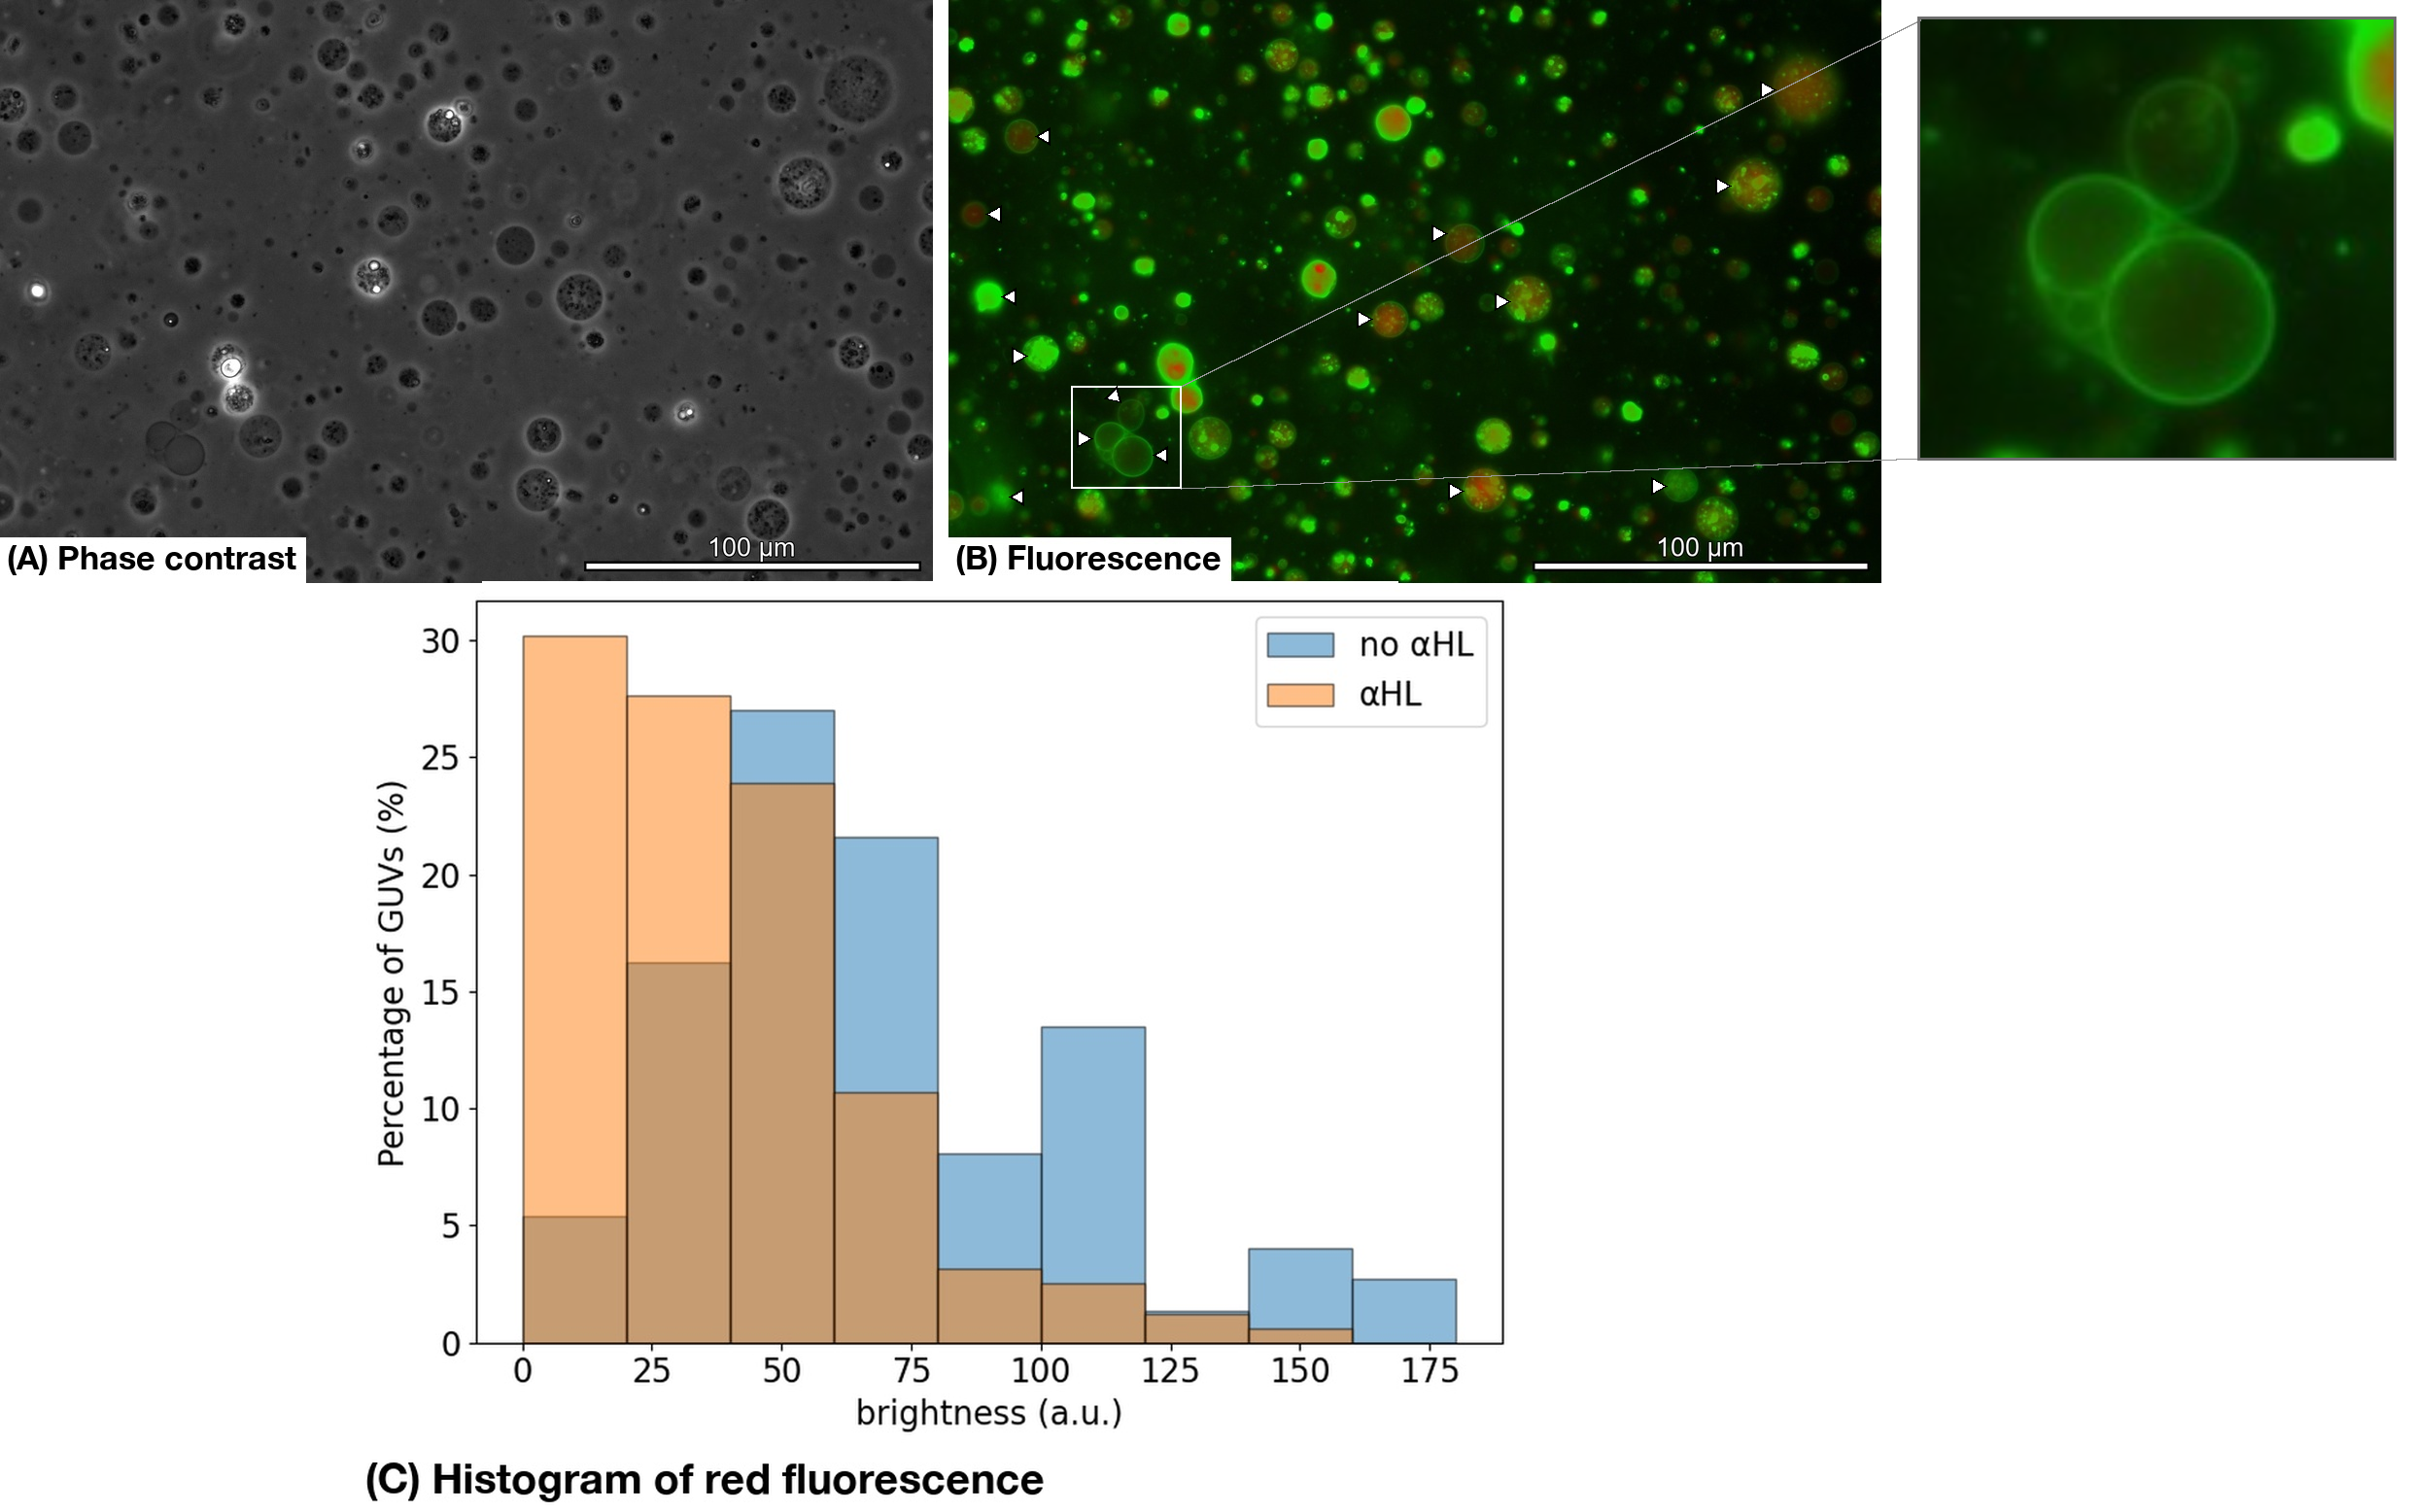 100 µm
(A) Phase contrast
100 µm
(B) Fluorescence
no αHL
αHL
Percentage of GUVs (%)
30
25
20
15
10
5
0
0 25 50 75 100 125 150 175
brightness (a.u.)
(C) Histogram of red fluorescence